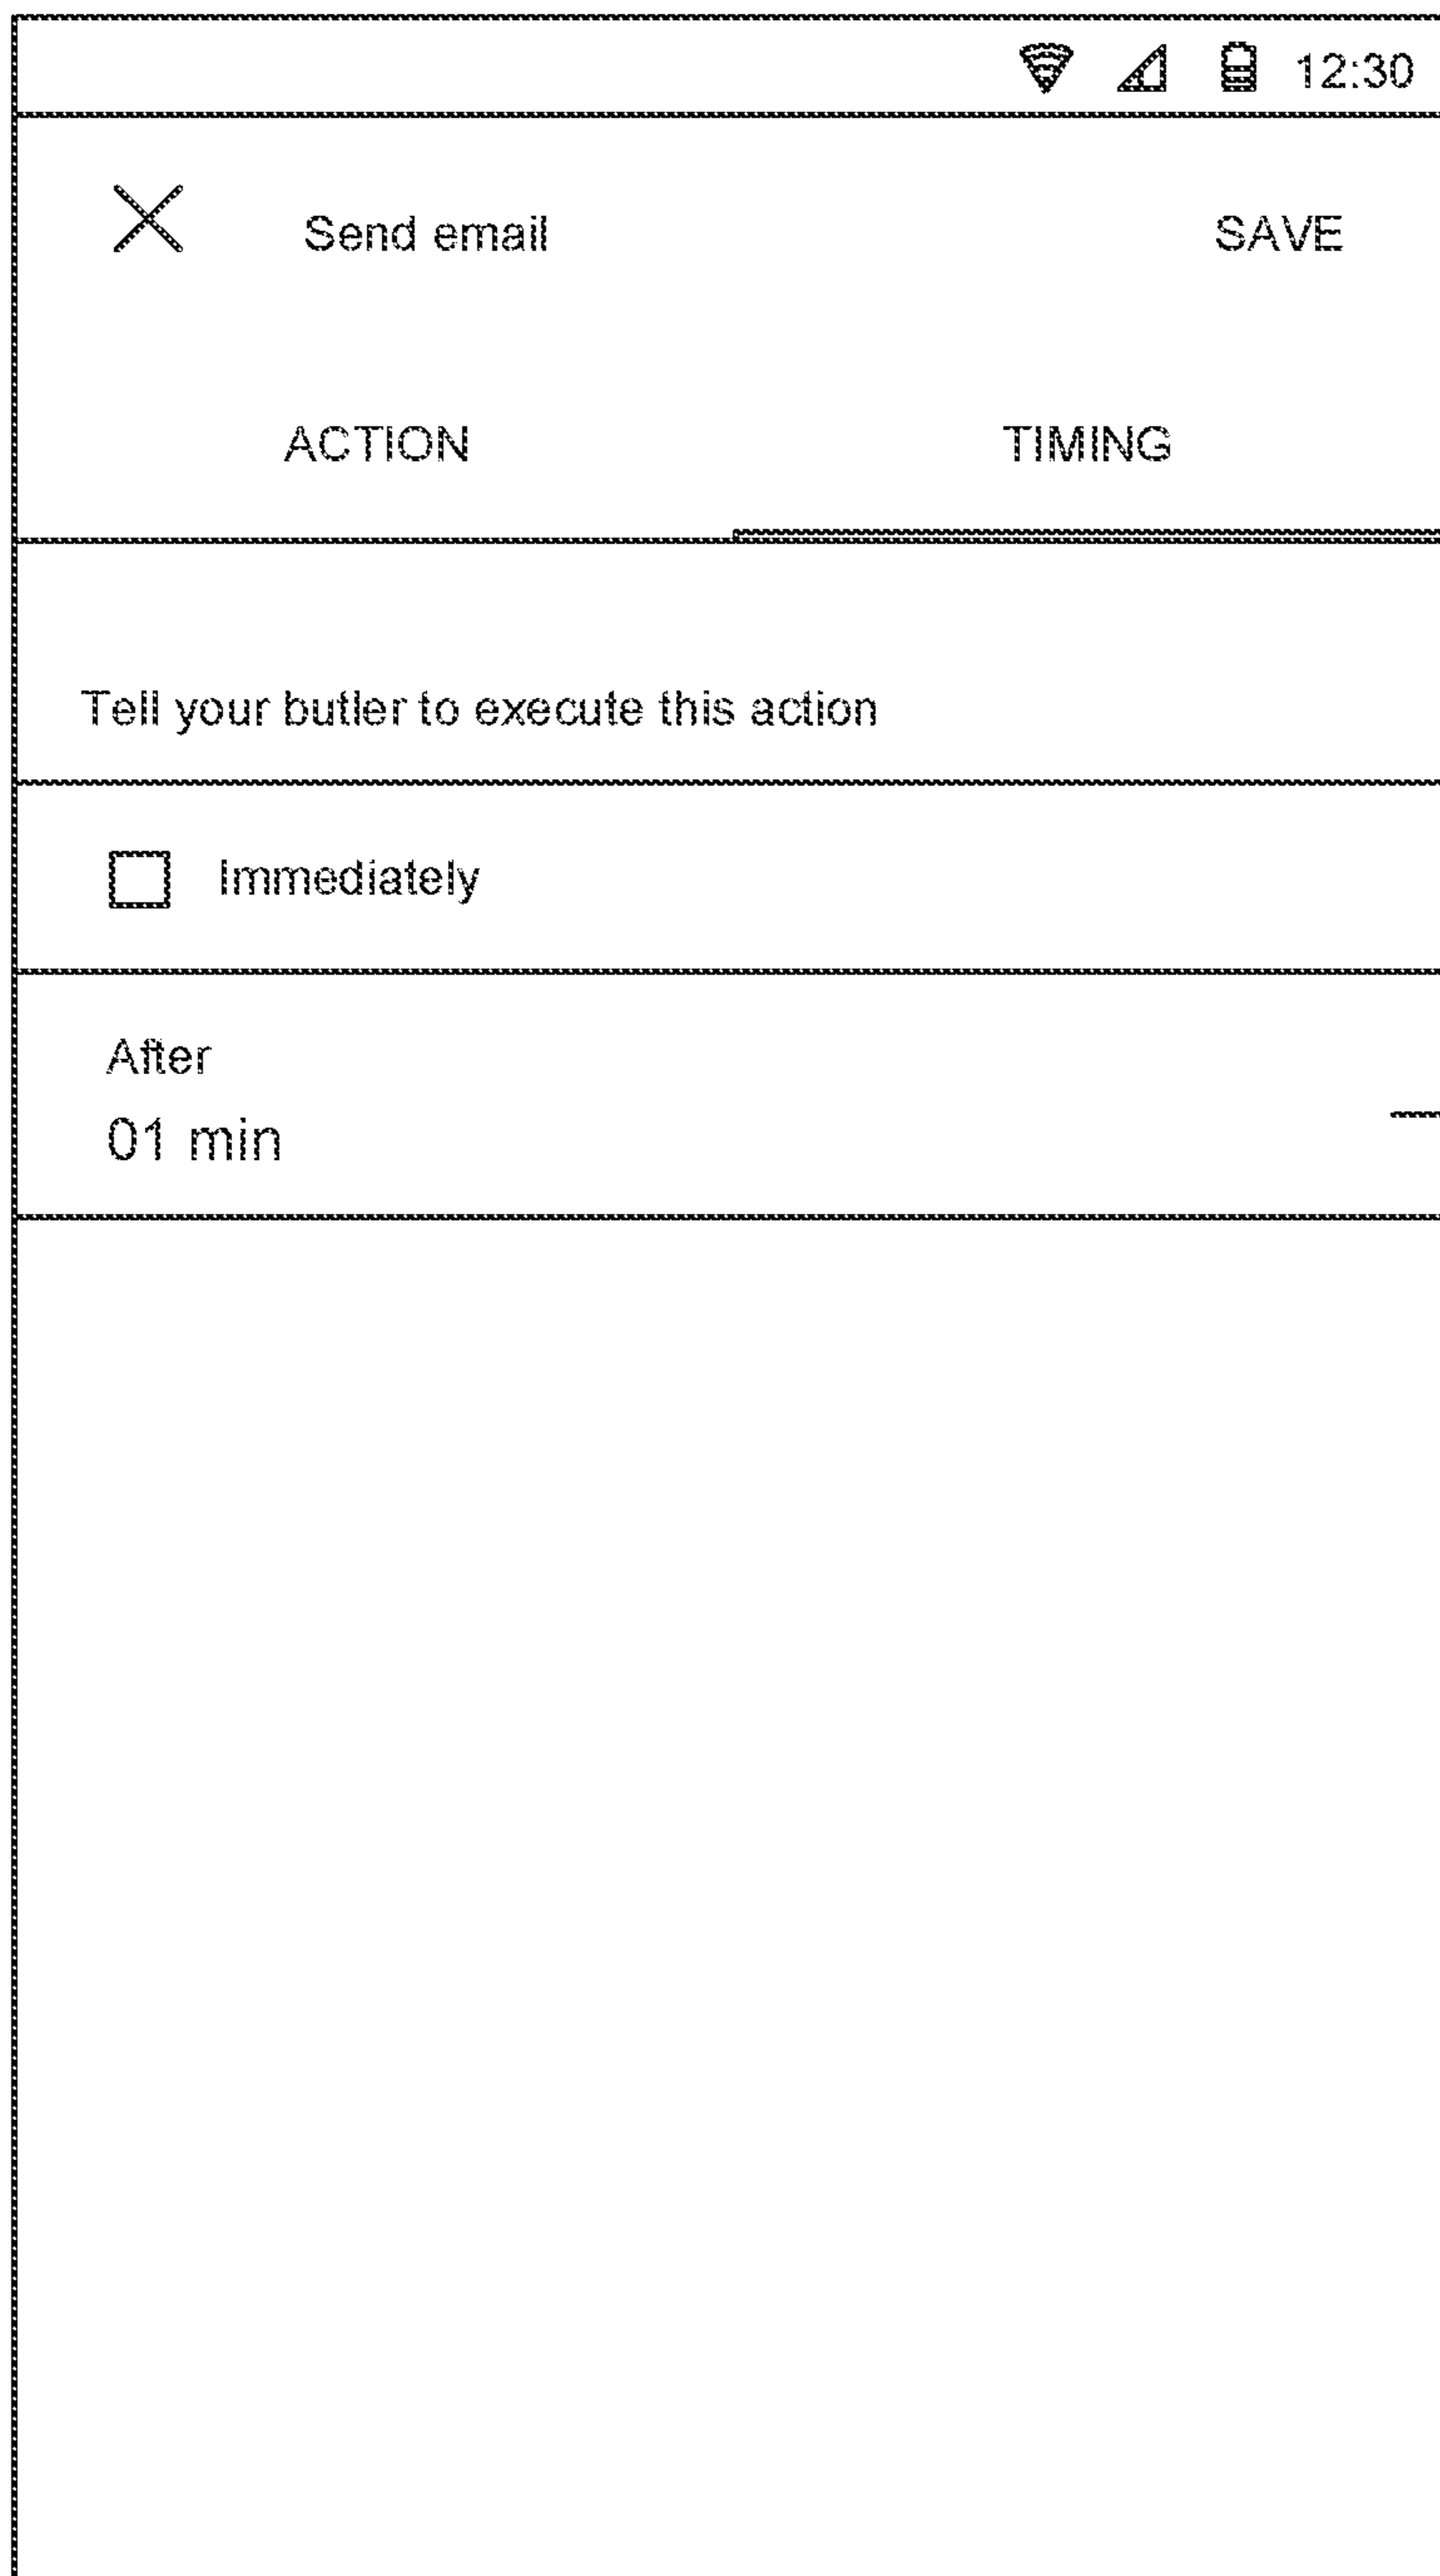 12:30
Send email SAVE
ACTION TIMING
Tell your butler to execute this action
Immediately
After
01 min